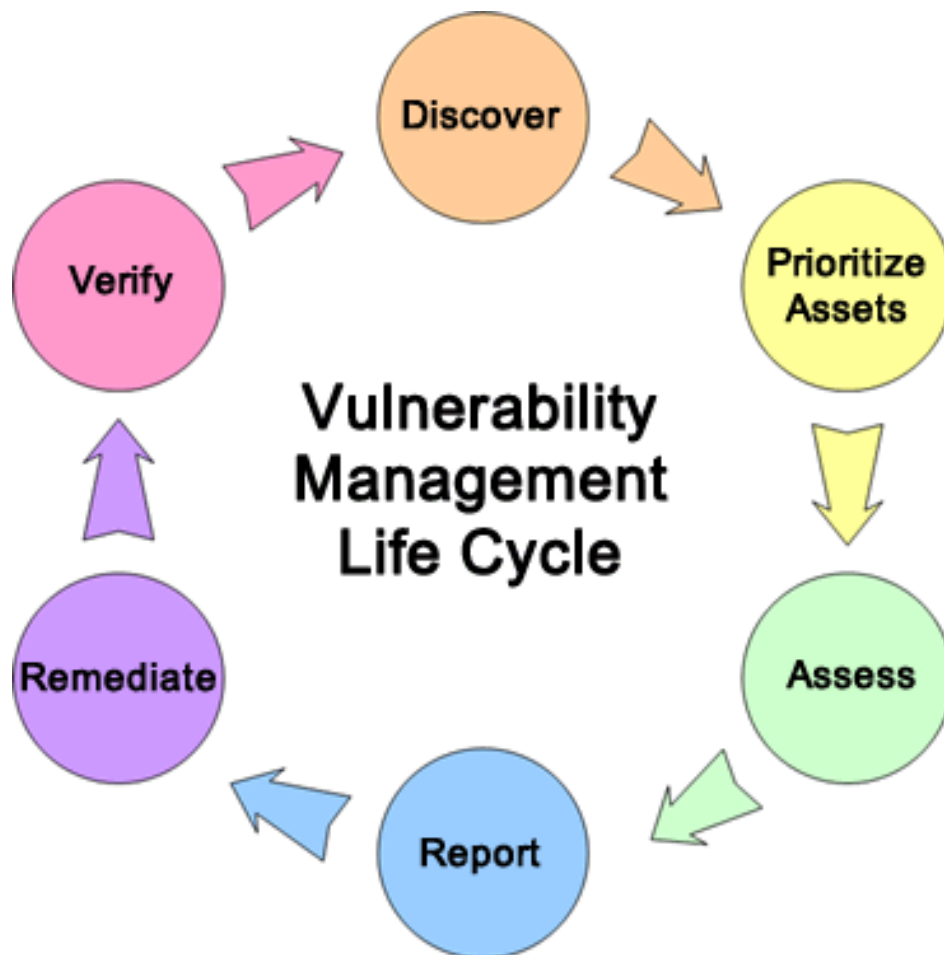 Discover
Prioritize
Assets
Assess
Report
Remediate
Verify
Vulnerability
Management
Life Cycle